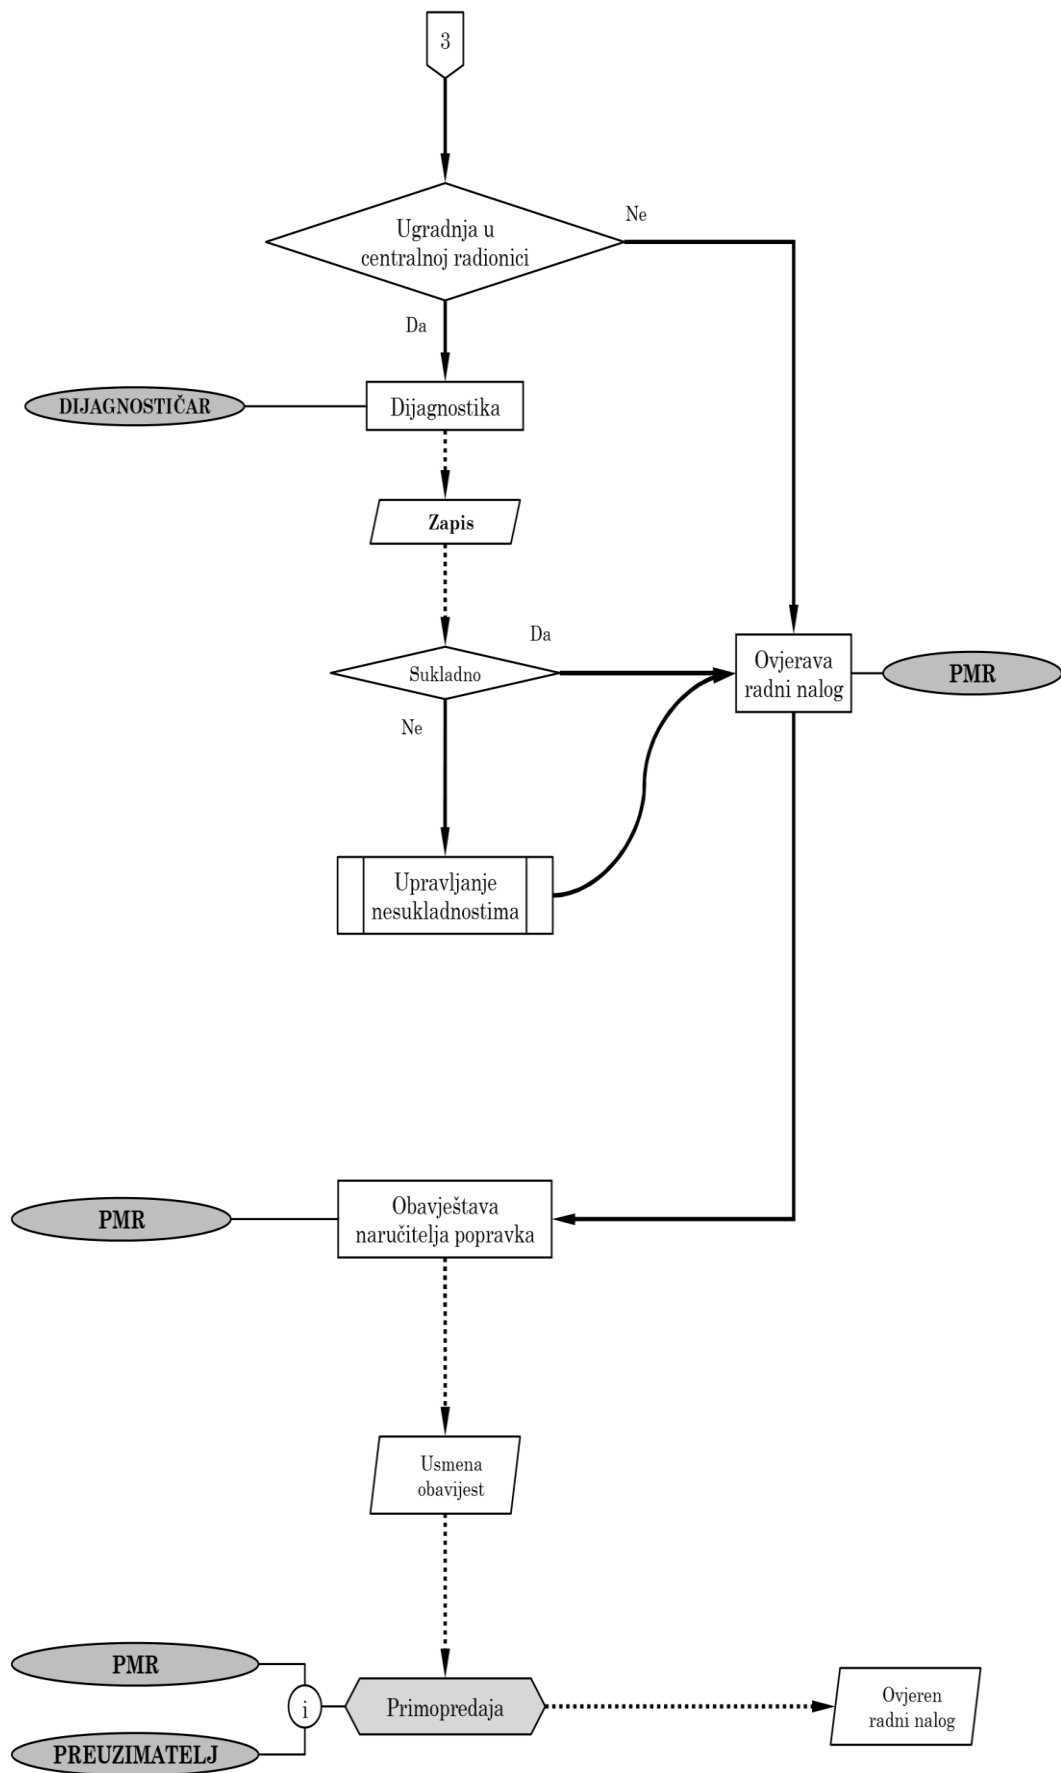 3
Ugradnja u
centralnoj radionici
Ne
Da
DIJAGNOSTIČAR
Dijagnostika
Zapis
Da
Sukladno
Ne
Ovjerava
radni nalog
PMR
Upravljanje
nesukladnostima
PMR
Obavještava
naručitelja popravka
Usmena
obavijest
PMR
i
Primopredaja
Ovjeren
radni nalog
PREUZIMATELJ